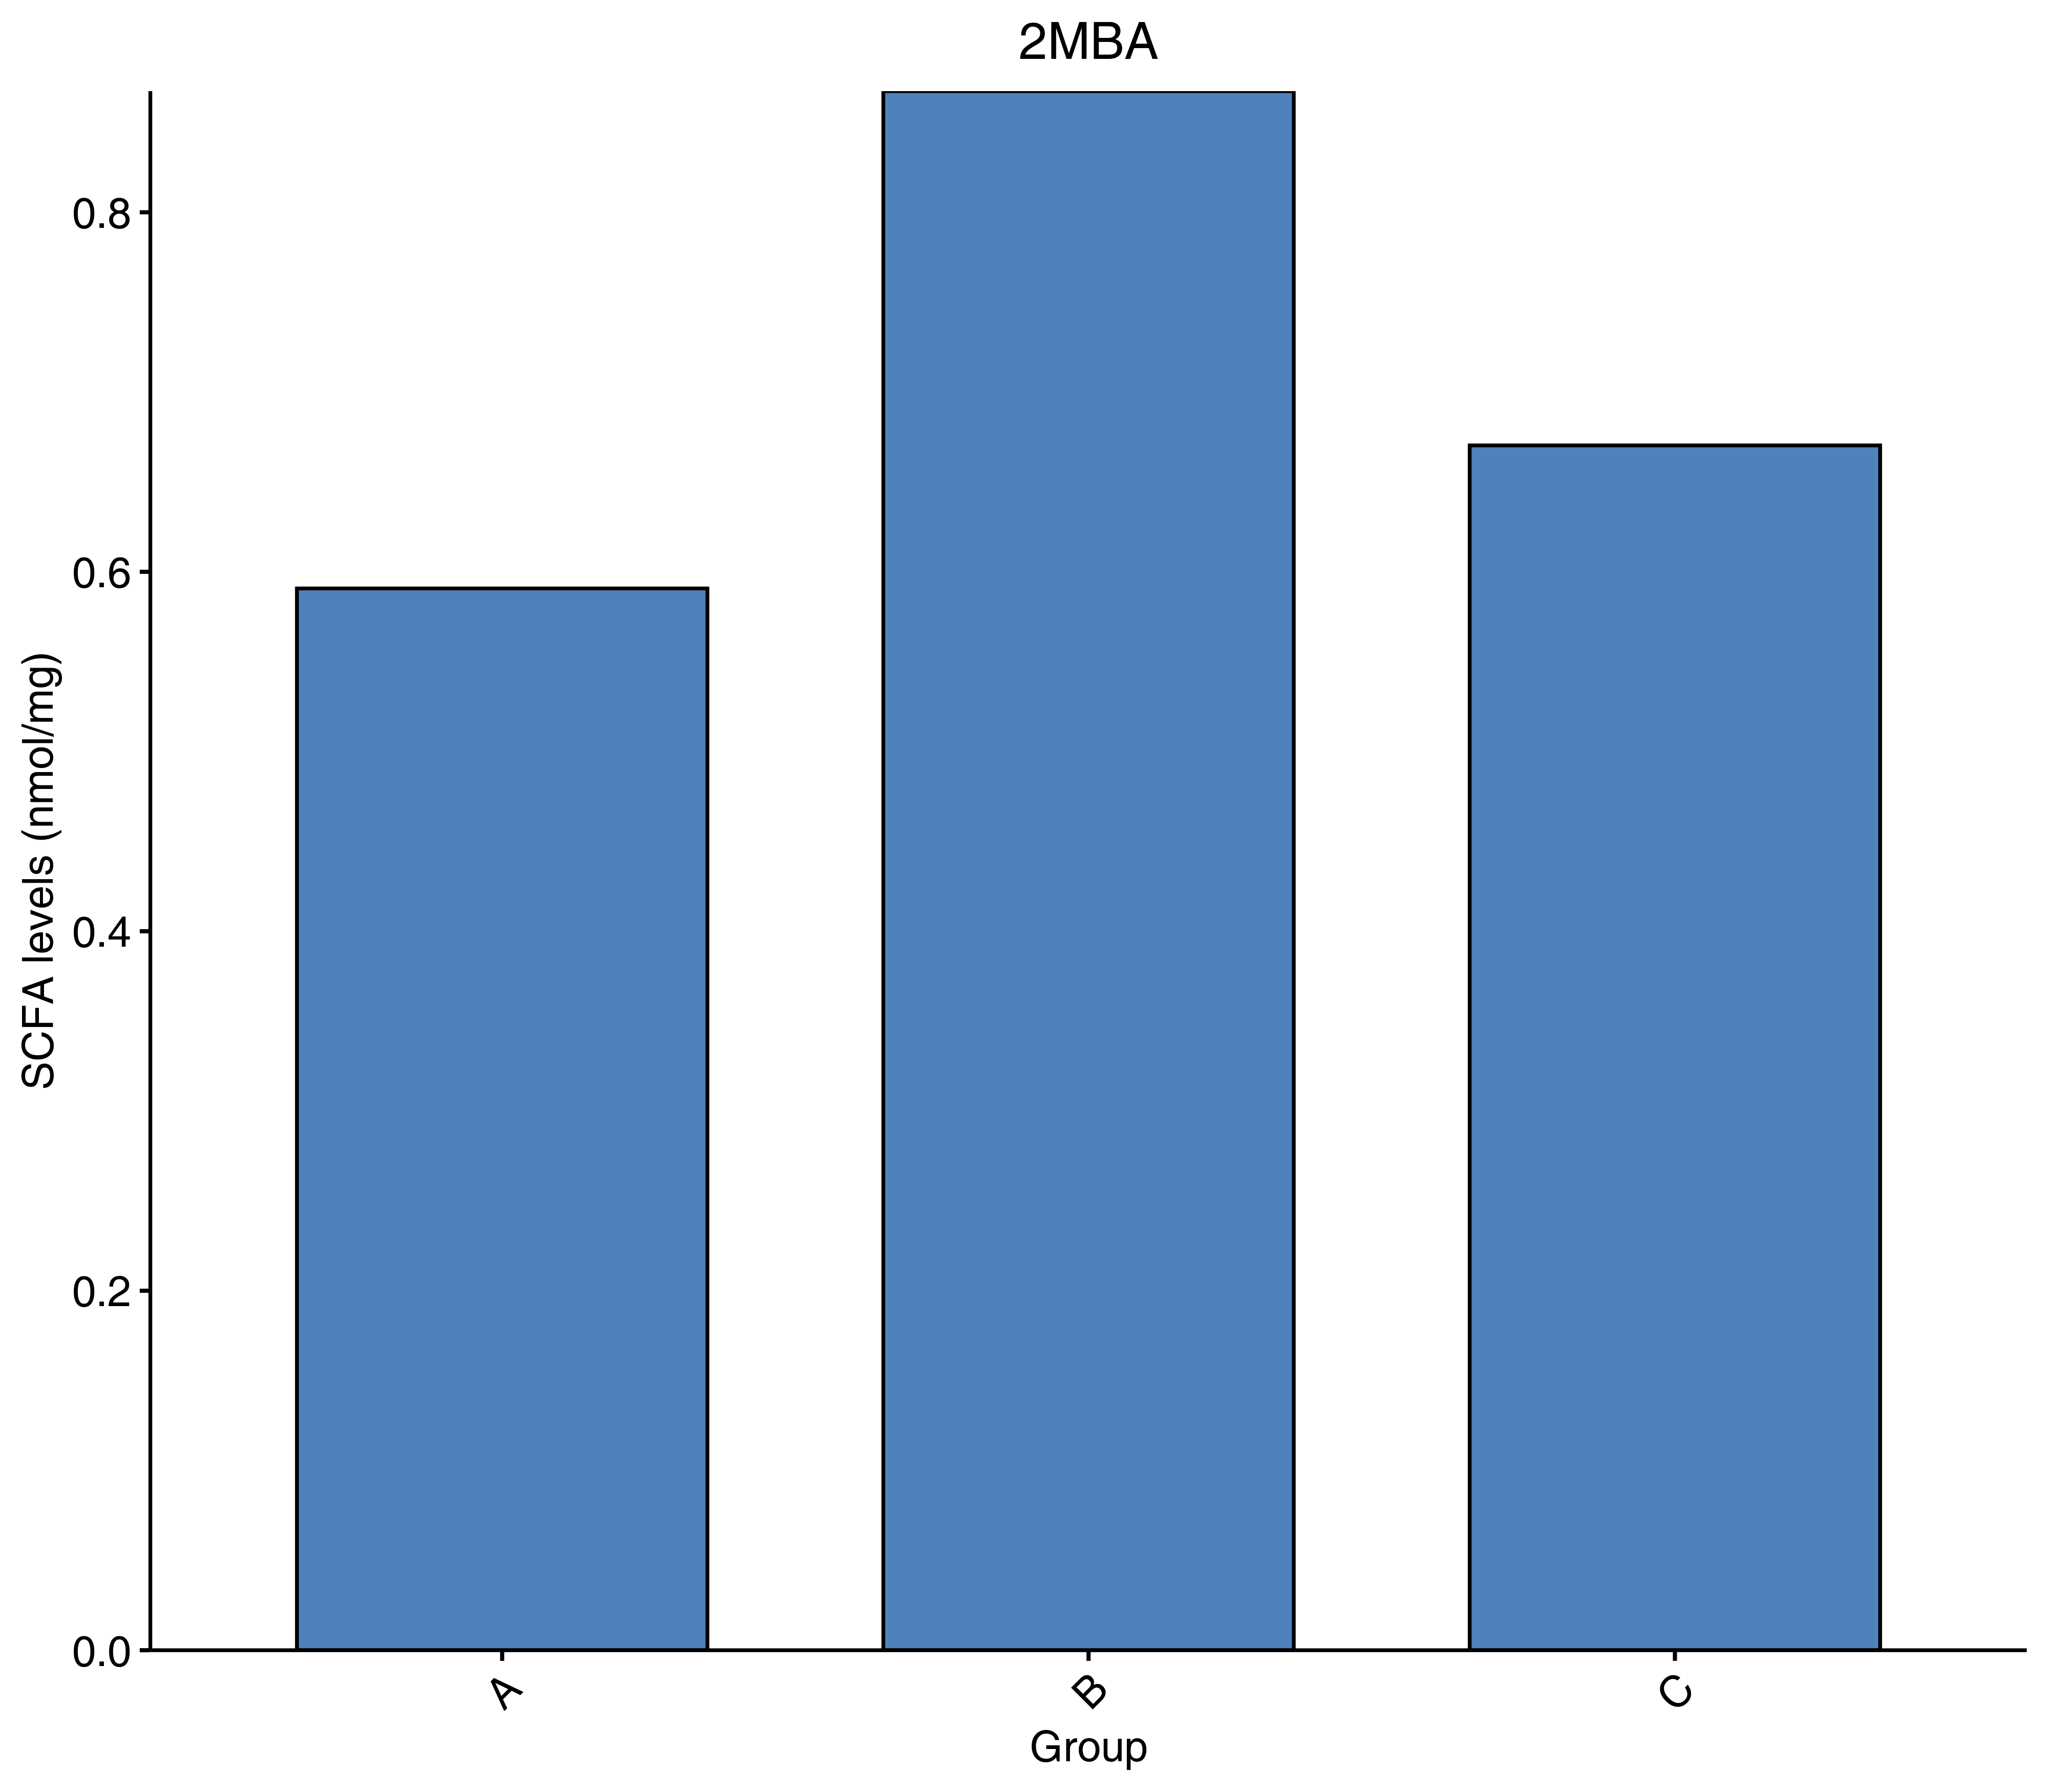 2MBA
SCFA levels (nmol/mg)
0.8
0.6
0.4
0.2
0.0
A
B
C
Group